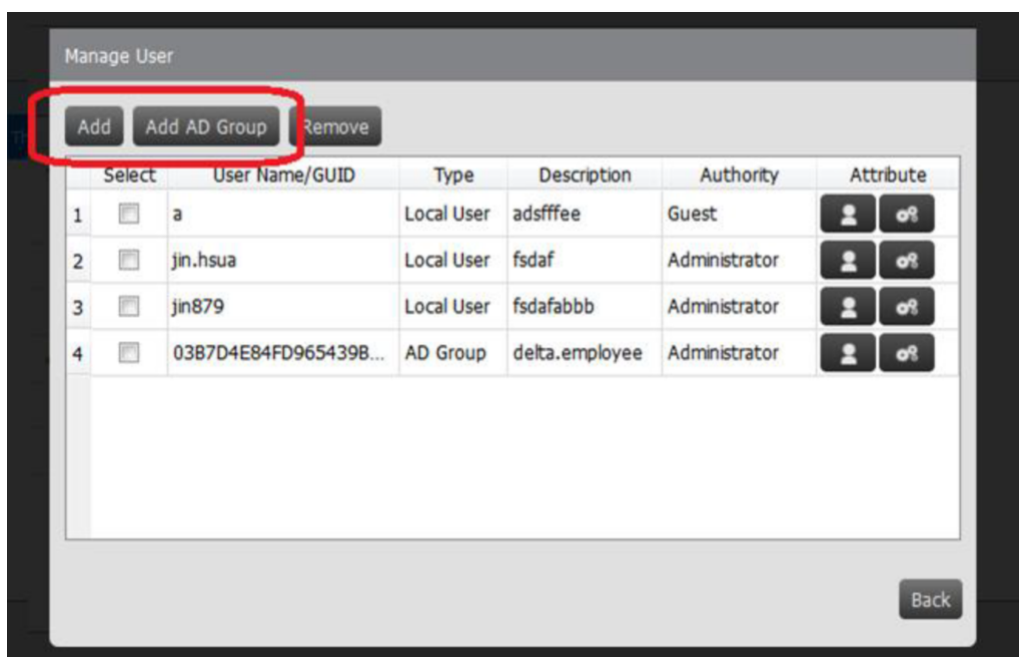 Manage User
Add Add AD Group Remove
Select User Name/GUID Type Description Authority Attribute
1 a Local User adsfffee Guest
2 jin.hsua Local User fsdaf Administrator
3 jin879 Local User fsdafabbb Administrator
4 03B7D4E84FD965439B... AD Group delta.employee Administrator
Back